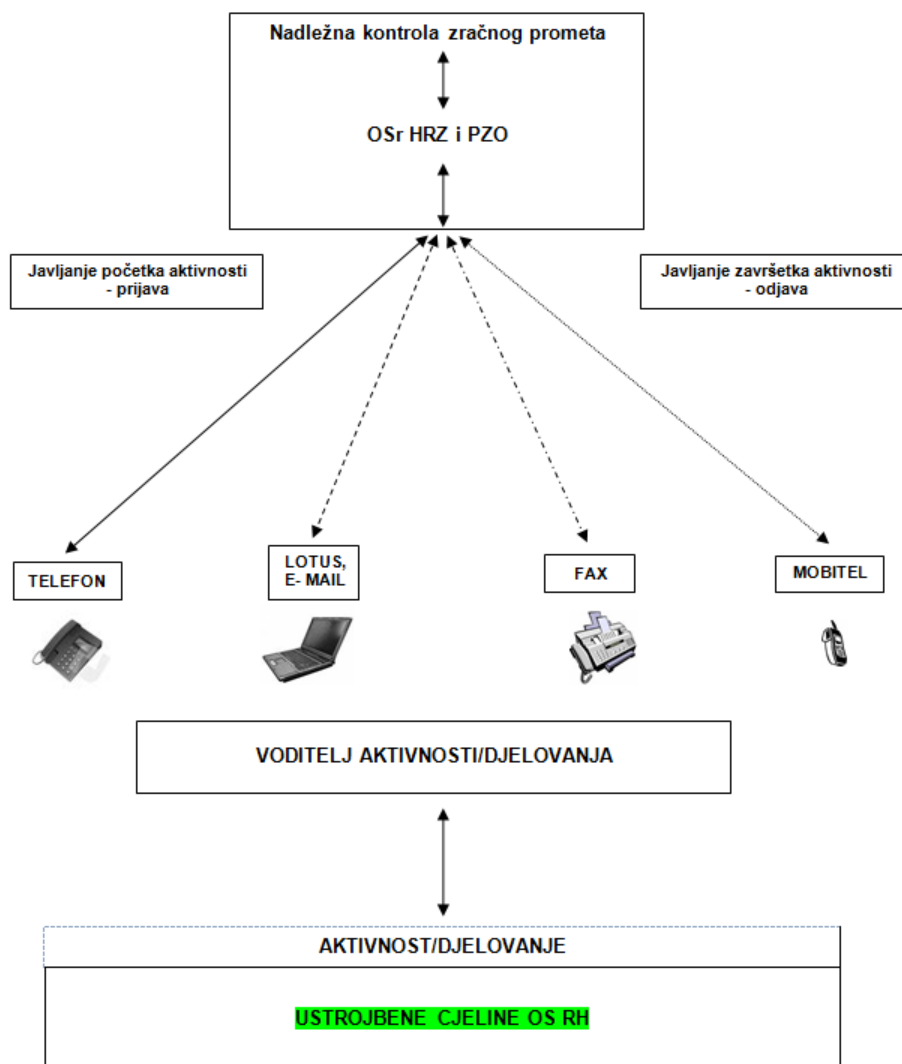 Nadležna kontrola zračnog prometa
OSr HRZ i PZO
Javljanje početka aktivnosti
- prijava
Javljanje završetka aktivnosti
- odjava
TELEFON
LOTUS,
E- MAIL
FAX
MOBITEL
VODITELJ AKTIVNOSTI/DJELOVANJA
AKTIVNOST/DJELOVANJE
USTROJBENE CJELINE OS RH